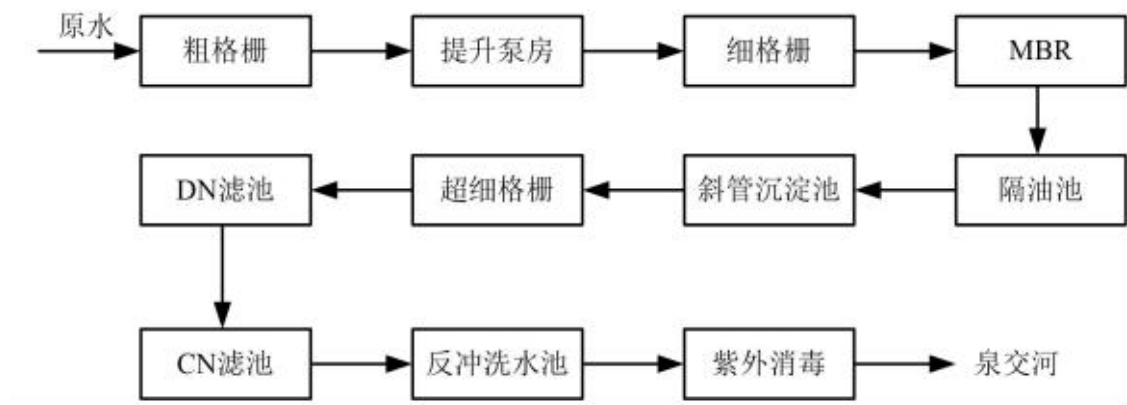 原水
粗格栅
提升泵房
细格栅
MBR
隔油池
斜管沉淀池
超细格栅
DN滤池
CN滤池
反冲洗水池
紫外消毒
泉交河